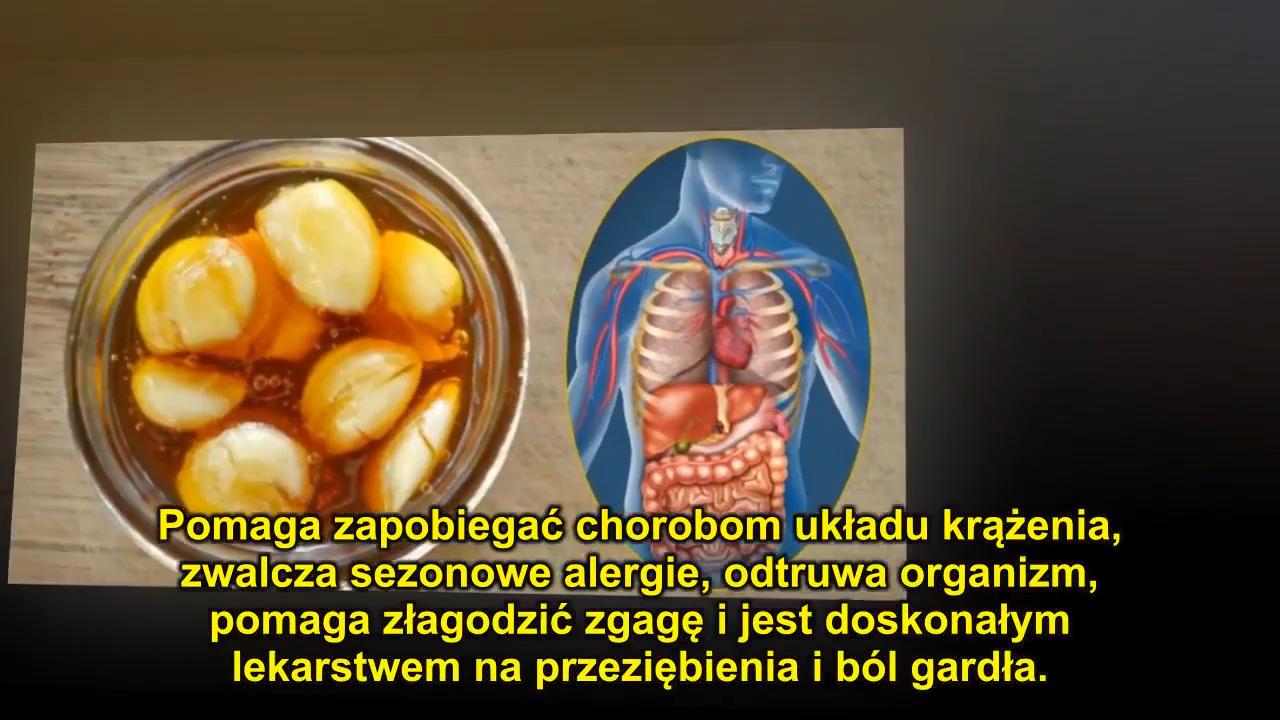 Pomaga zapobiegać chorobom układu krążenia,
zwalcza sezonowe alergie, odtruwa organizm,
pomaga złagodzić zgagę i jest doskonałym
lekarstwem na przeziębienia i ból gardła.